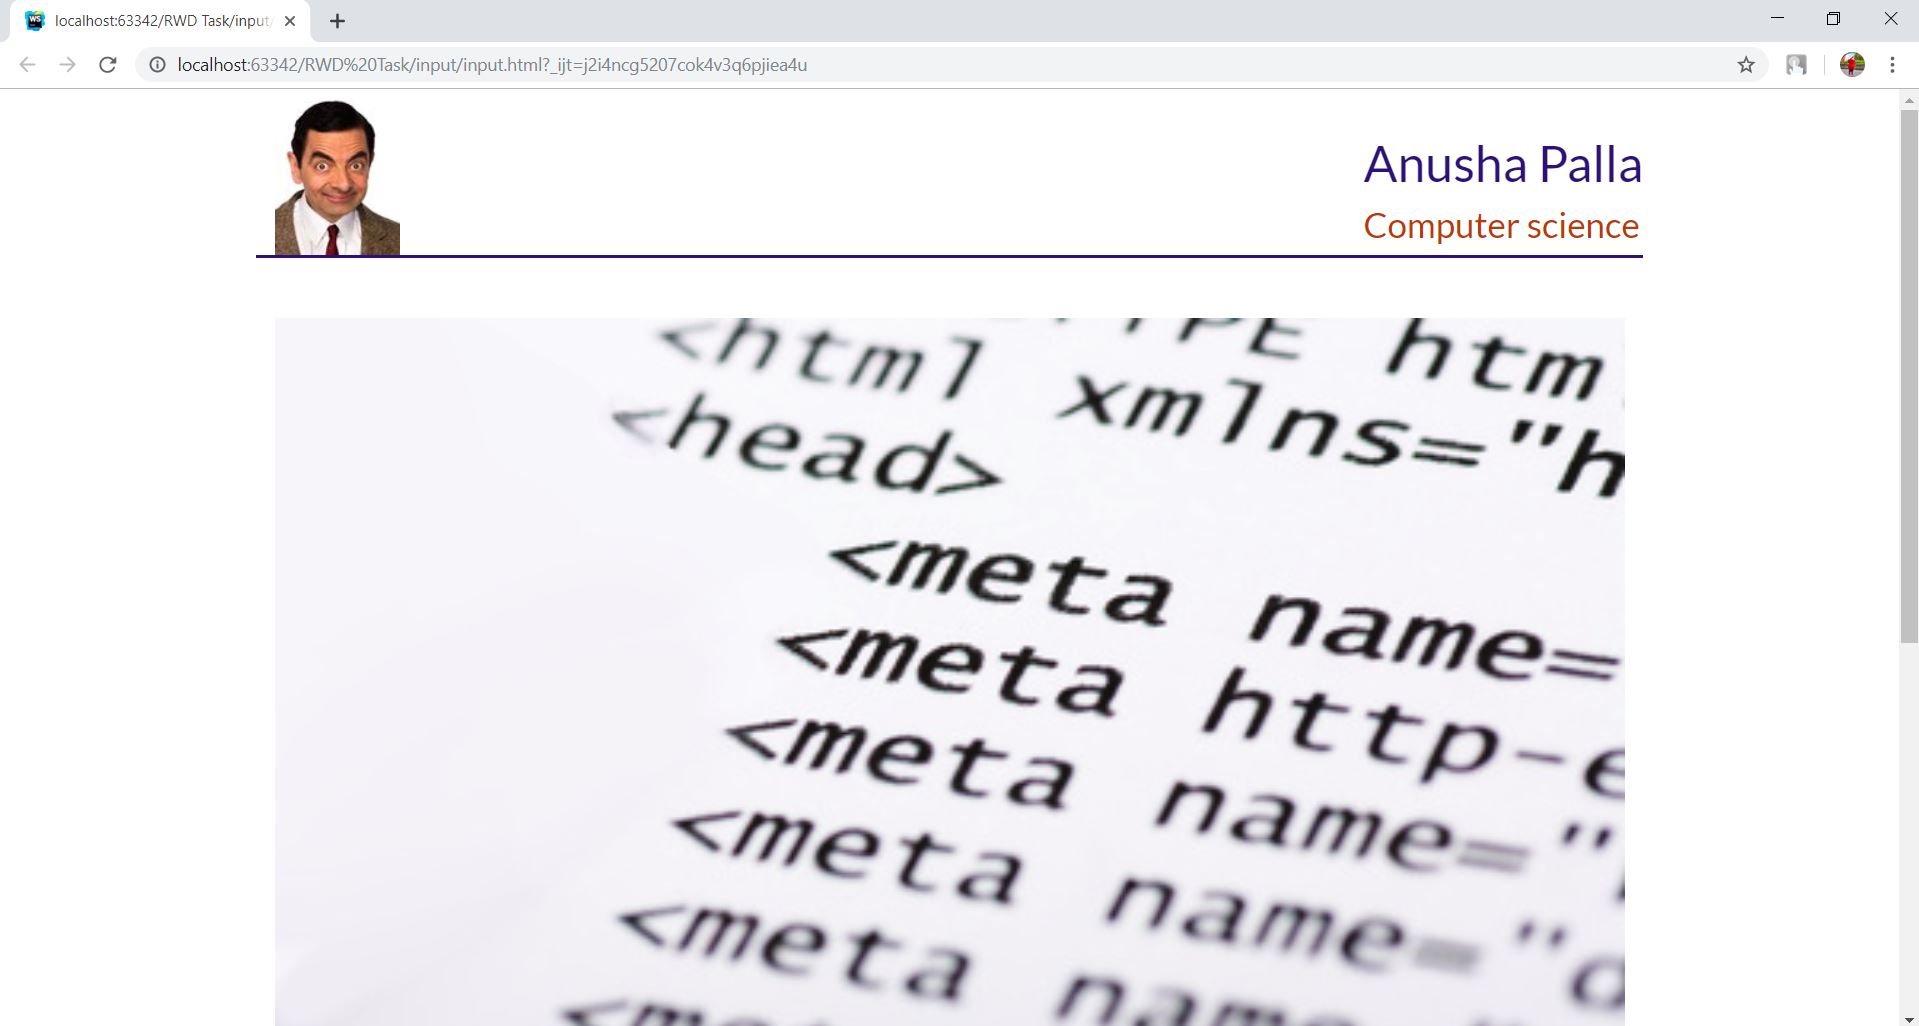 localhost:63342/RWD Task/input/
localhost:63342/RWD%20Task/input/input.html?_ijt=j2i4ncg5207cok4v3q6pjiea4u
Anusha Palla
Computer science
htm
<html xmlns="h
<head>
<meta name=
<meta http-e
<meta name="
<meta name="d
<meta name